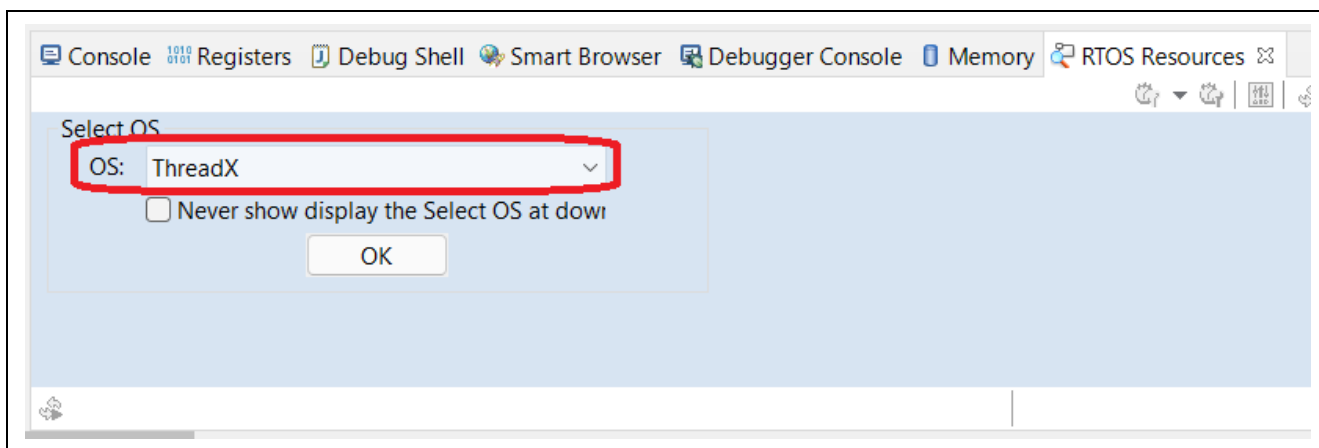 Console Registers Debug Shell Smart Browser Debugger Console Memory RTOS Resources
Select OS
OS: ThreadX
Never show display the Select OS at down
OK